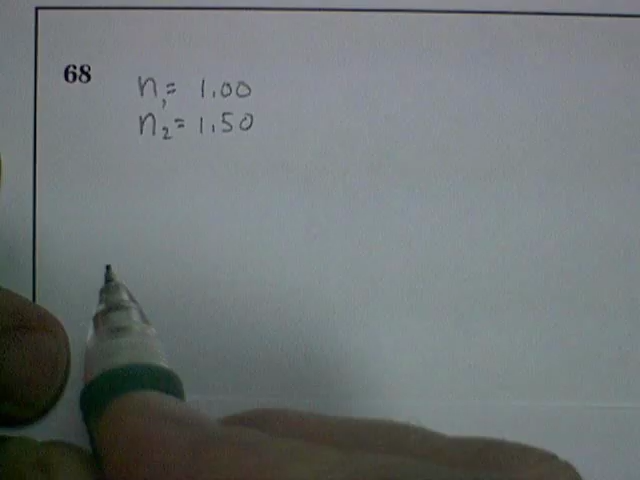 68
n₁ = 1.00
n₂ = 1.50